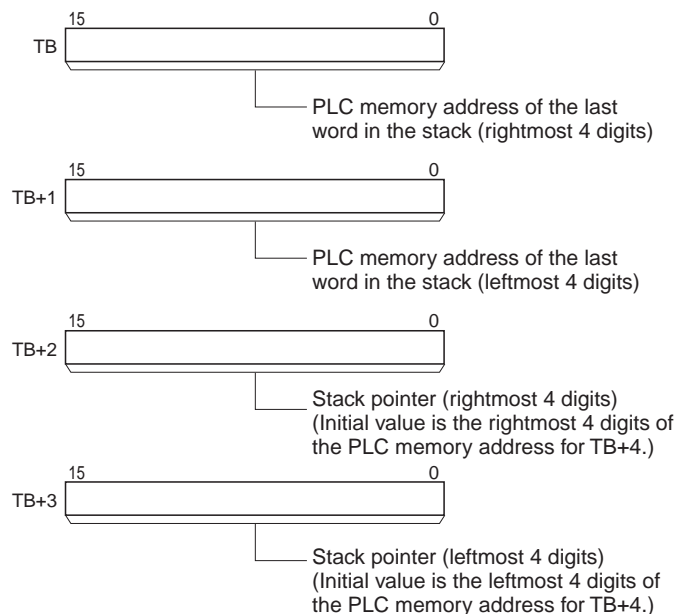 15 0
TB
PLC memory address of the last
word in the stack (rightmost 4 digits)
15 0
TB+1
PLC memory address of the last
word in the stack (leftmost 4 digits)
15 0
TB+2
Stack pointer (rightmost 4 digits)
(Initial value is the rightmost 4 digits of
the PLC memory address for TB+4.)
15 0
TB+3
Stack pointer (leftmost 4 digits)
(Initial value is the leftmost 4 digits of
the PLC memory address for TB+4.)